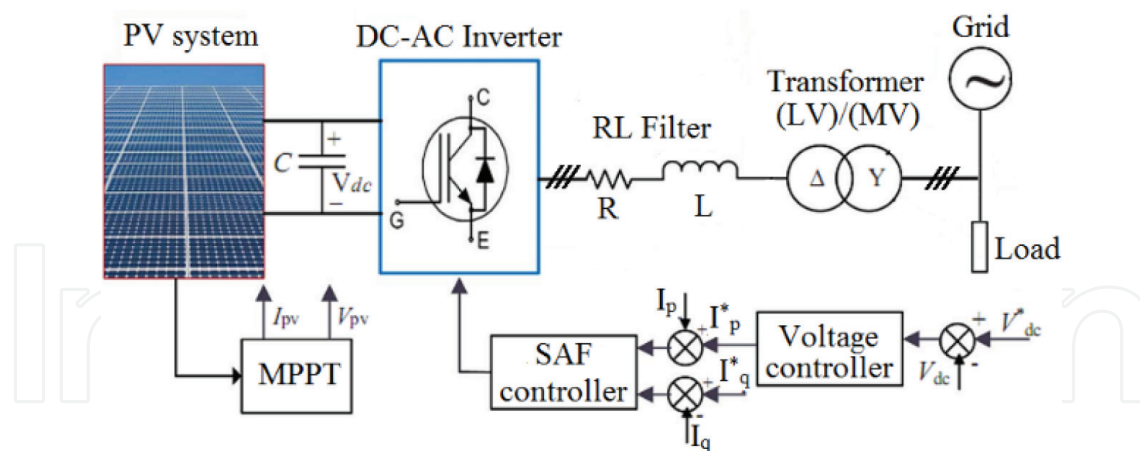 PV system
DC-AC Inverter
Grid
Transformer
(LV)/(MV)
RL Filter
C
+
V_dc
-
C
G
E
R
L
Δ
Y
Load
I_pv
V_pv
MPPT
SAF
controller
I_p
+
I*_p
Voltage
controller
+
V*_dc
V_dc
-
+
I*_q
-
I_q